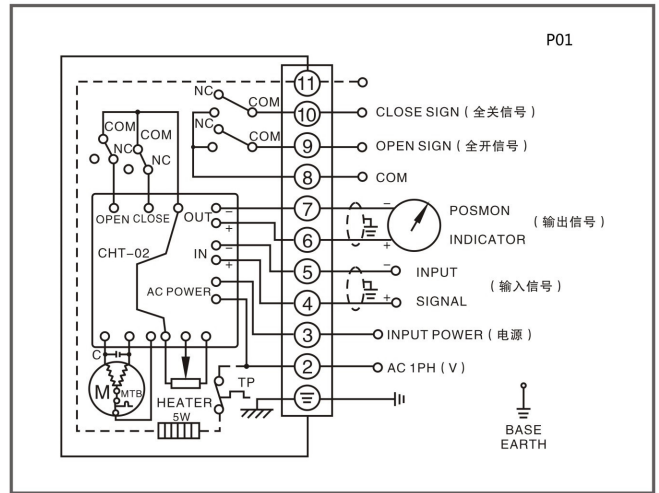 P01
11
NC
COM
10
CLOSE SIGN ( 全关信号 )
NC
COM
9
OPEN SIGN ( 全开信号 )
COM
COM
NC
NC
8
COM
OPEN CLOSE
OUT
−
+
7
−
POSMON
( 输出信号 )
6
+
INDICATOR
CHT-02
IN
−
+
5
− INPUT
( 输入信号 )
4
+ SIGNAL
AC POWER
3
INPUT POWER ( 电源 )
2
AC 1PH ( V )
C
M
MTB
HEATER
5W
TP
BASE
EARTH